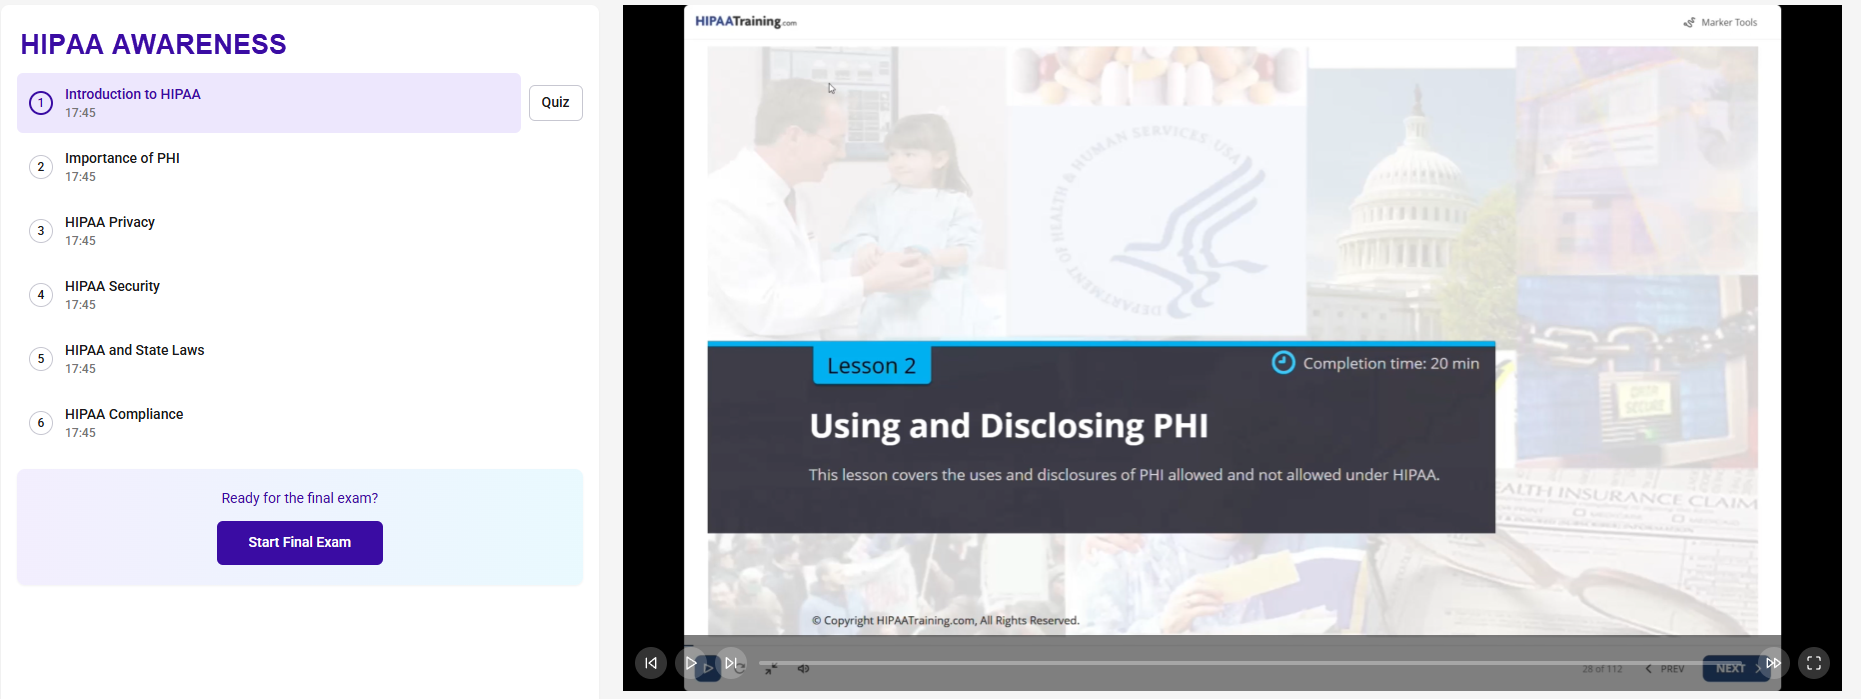 HIPAA AWARENESS
1
Introduction to HIPAA
17:45
Quiz
2
Importance of PHI
17:45
3
HIPAA Privacy
17:45
4
HIPAA Security
17:45
5
HIPAA and State Laws
17:45
6
HIPAA Compliance
17:45
Ready for the final exam?
Start Final Exam
HIPAATraining.com
Marker Tools
DEPARTMENT OF HEALTH & HUMAN SERVICES · USA
Lesson 2
Completion time: 20 min
Using and Disclosing PHI
This lesson covers the uses and disclosures of PHI allowed and not allowed under HIPAA.
DATA
SECURE
EALTH INSURANCE CLAIM
© Copyright HIPAATraining.com, All Rights Reserved.
28 of 112
PREV
NEXT